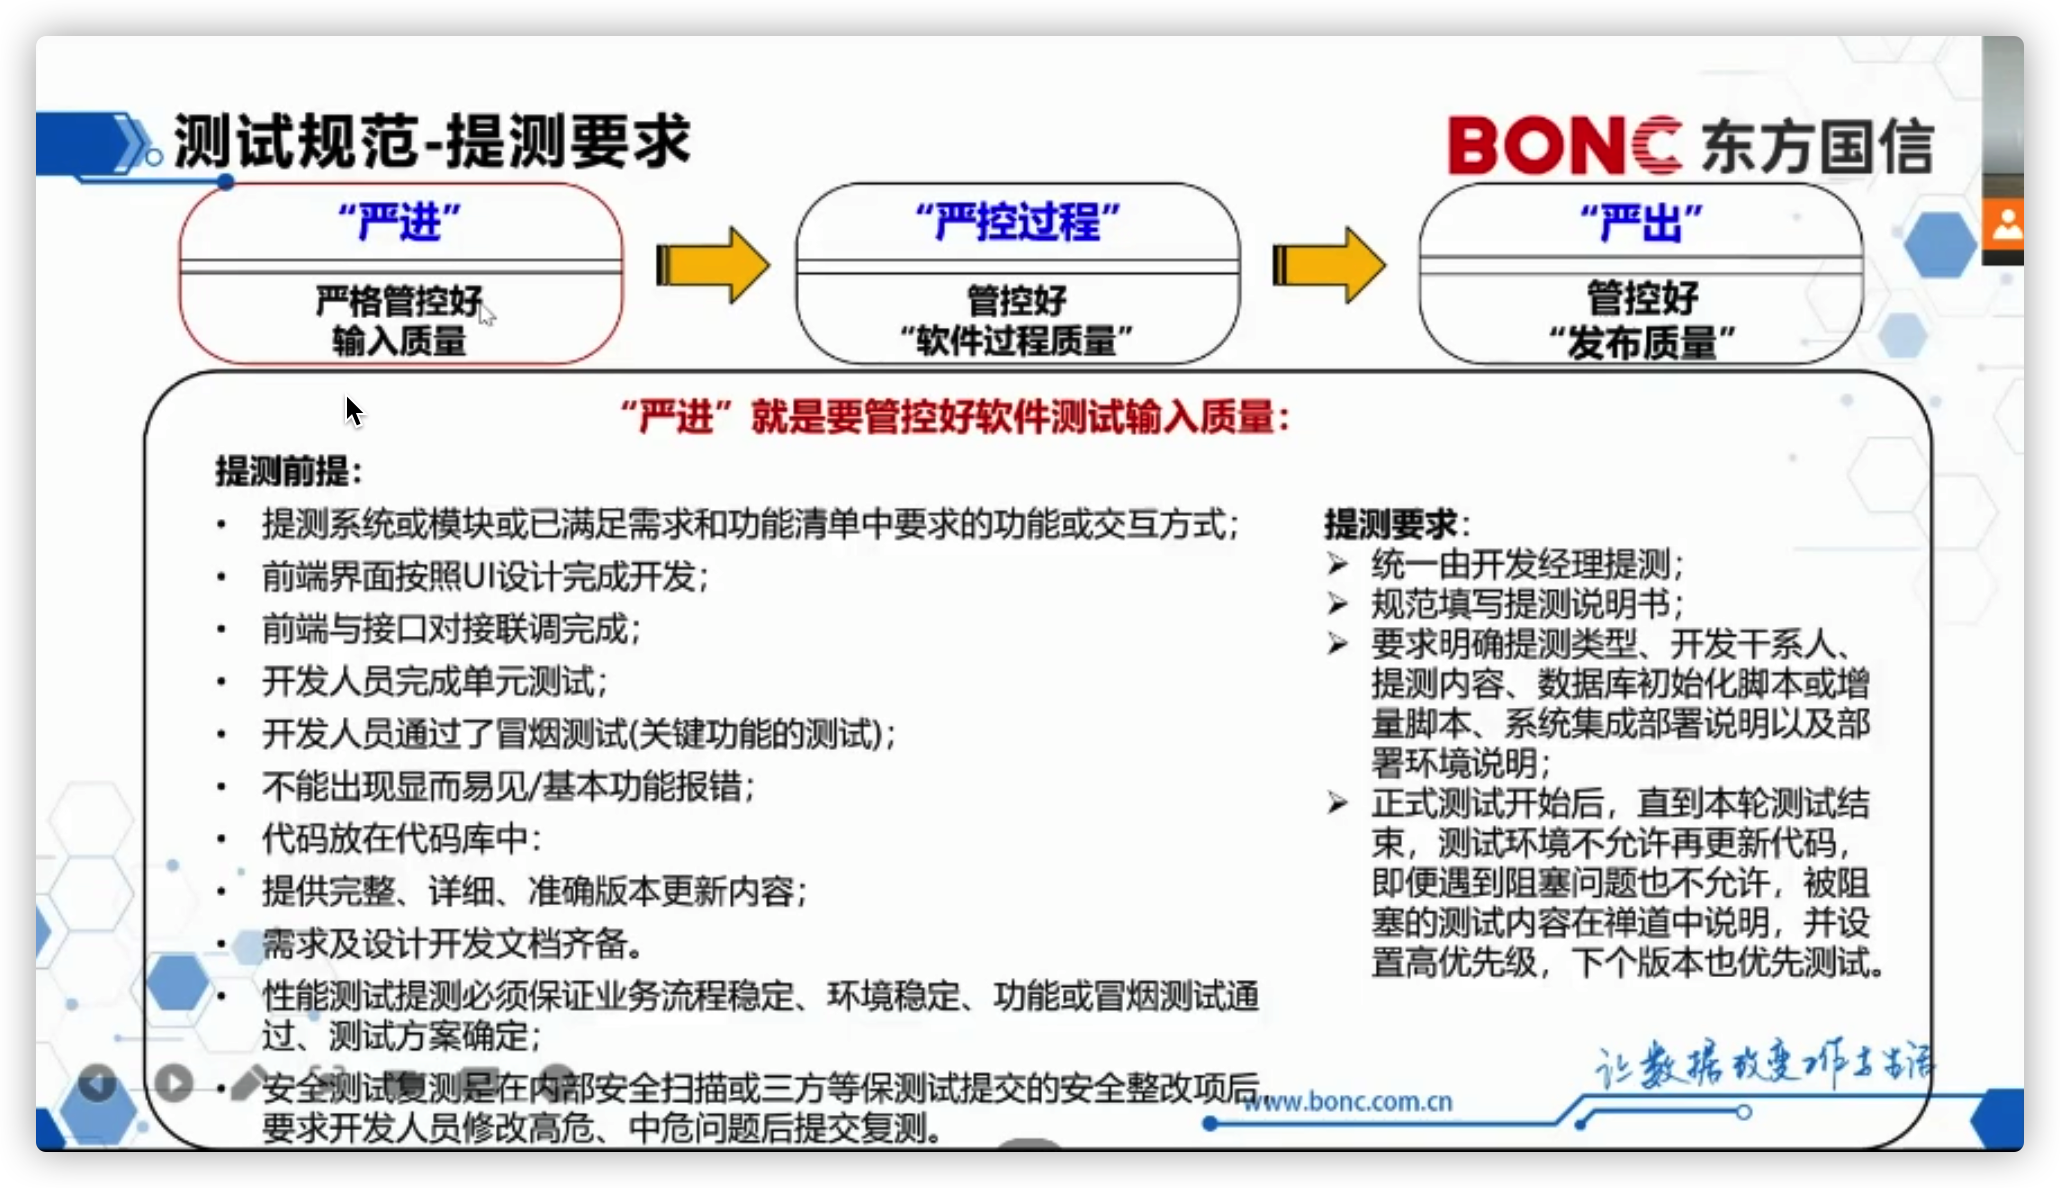 测试规范-提测要求
BONC 东方国信
“严进”
严格管控好
输入质量
“严控过程”
管控好
“软件过程质量”
“严出”
管控好
“发布质量”
“严进”就是要管控好软件测试输入质量：
提测前提：
• 提测系统或模块或已满足需求和功能清单中要求的功能或交互方式；
• 前端界面按照UI设计完成开发；
• 前端与接口对接联调完成；
• 开发人员完成单元测试；
• 开发人员通过了冒烟测试(关键功能的测试)；
• 不能出现显而易见/基本功能报错；
• 代码放在代码库中：
• 提供完整、详细、准确版本更新内容；
• 需求及设计开发文档齐备。
• 性能测试提测必须保证业务流程稳定、环境稳定、功能或冒烟测试通
过、测试方案确定；
• 安全测试复测是在内部安全扫描或三方等保测试提交的安全整改项后，
要求开发人员修改高危、中危问题后提交复测。
提测要求：
➢ 统一由开发经理提测；
➢ 规范填写提测说明书；
➢ 要求明确提测类型、开发干系人、
提测内容、数据库初始化脚本或增
量脚本、系统集成部署说明以及部
署环境说明；
➢ 正式测试开始后，直到本轮测试结
束，测试环境不允许再更新代码，
即便遇到阻塞问题也不允许，被阻
塞的测试内容在禅道中说明，并设
置高优先级，下个版本也优先测试。
让数据改变工作与生活
www.bonc.com.cn